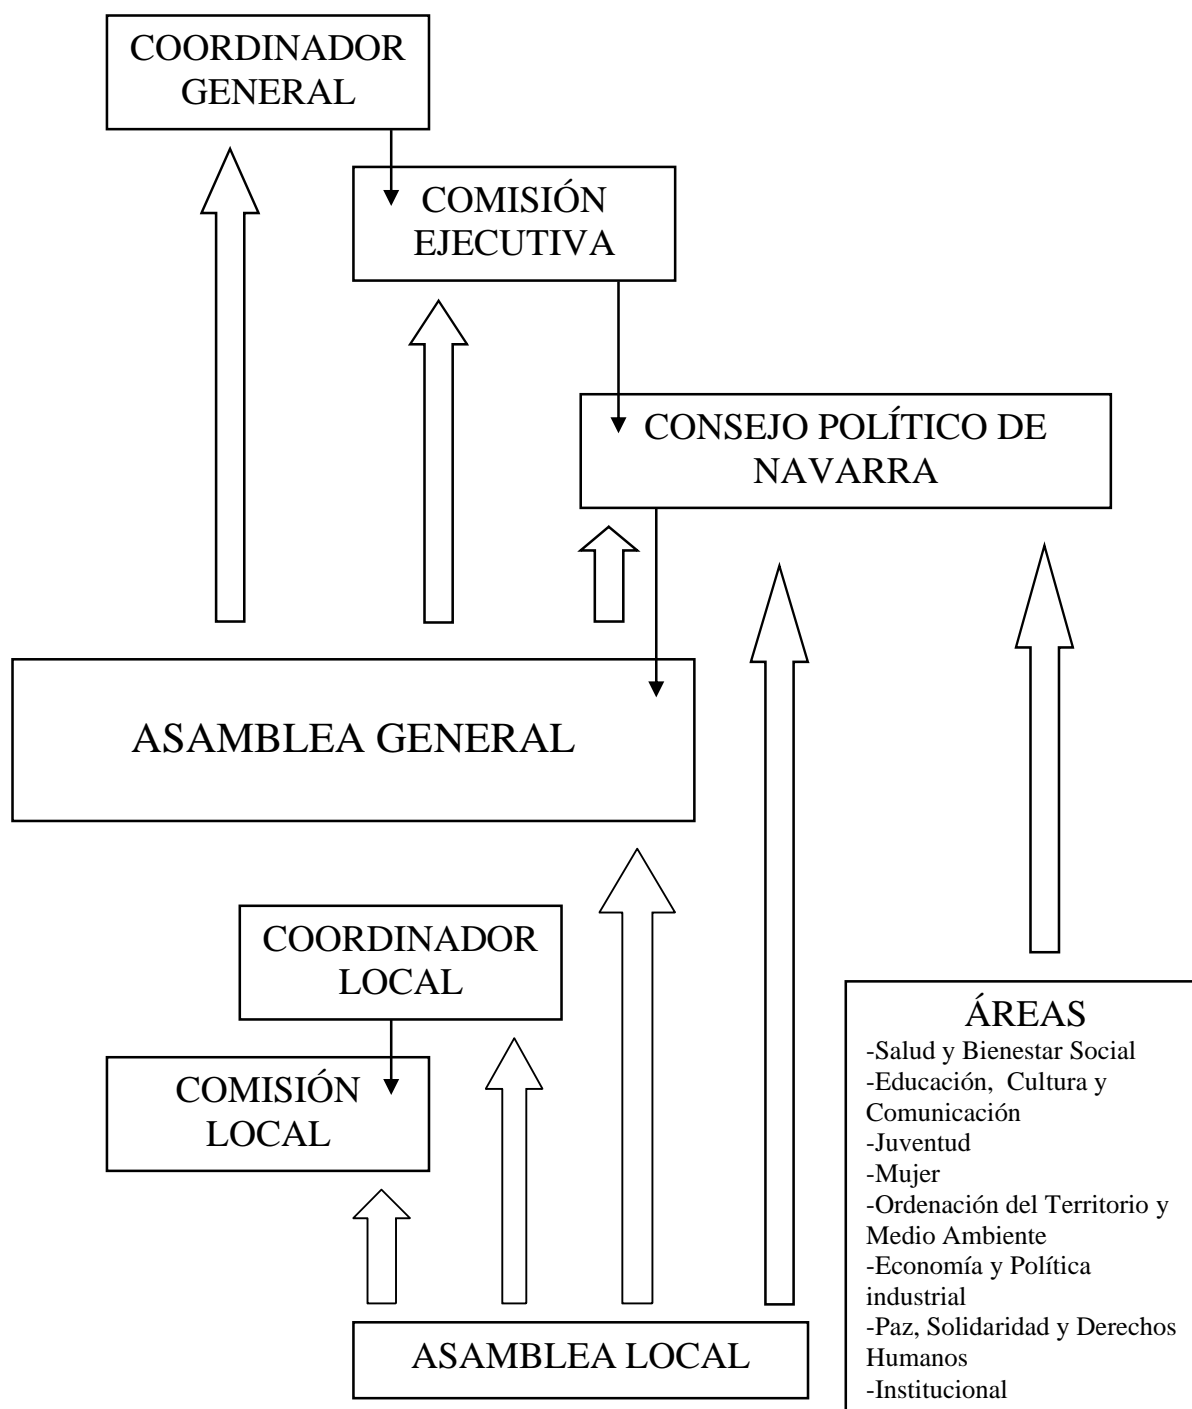 COORDINADOR
GENERAL
COMISIÓN
EJECUTIVA
CONSEJO POLÍTICO DE
NAVARRA
ASAMBLEA GENERAL
COORDINADOR
LOCAL
COMISIÓN
LOCAL
ASAMBLEA LOCAL
ÁREAS
-Salud y Bienestar Social
-Educación, Cultura y
Comunicación
-Juventud
-Mujer
-Ordenación del Territorio y
Medio Ambiente
-Economía y Política
industrial
-Paz, Solidaridad y Derechos
Humanos
-Institucional